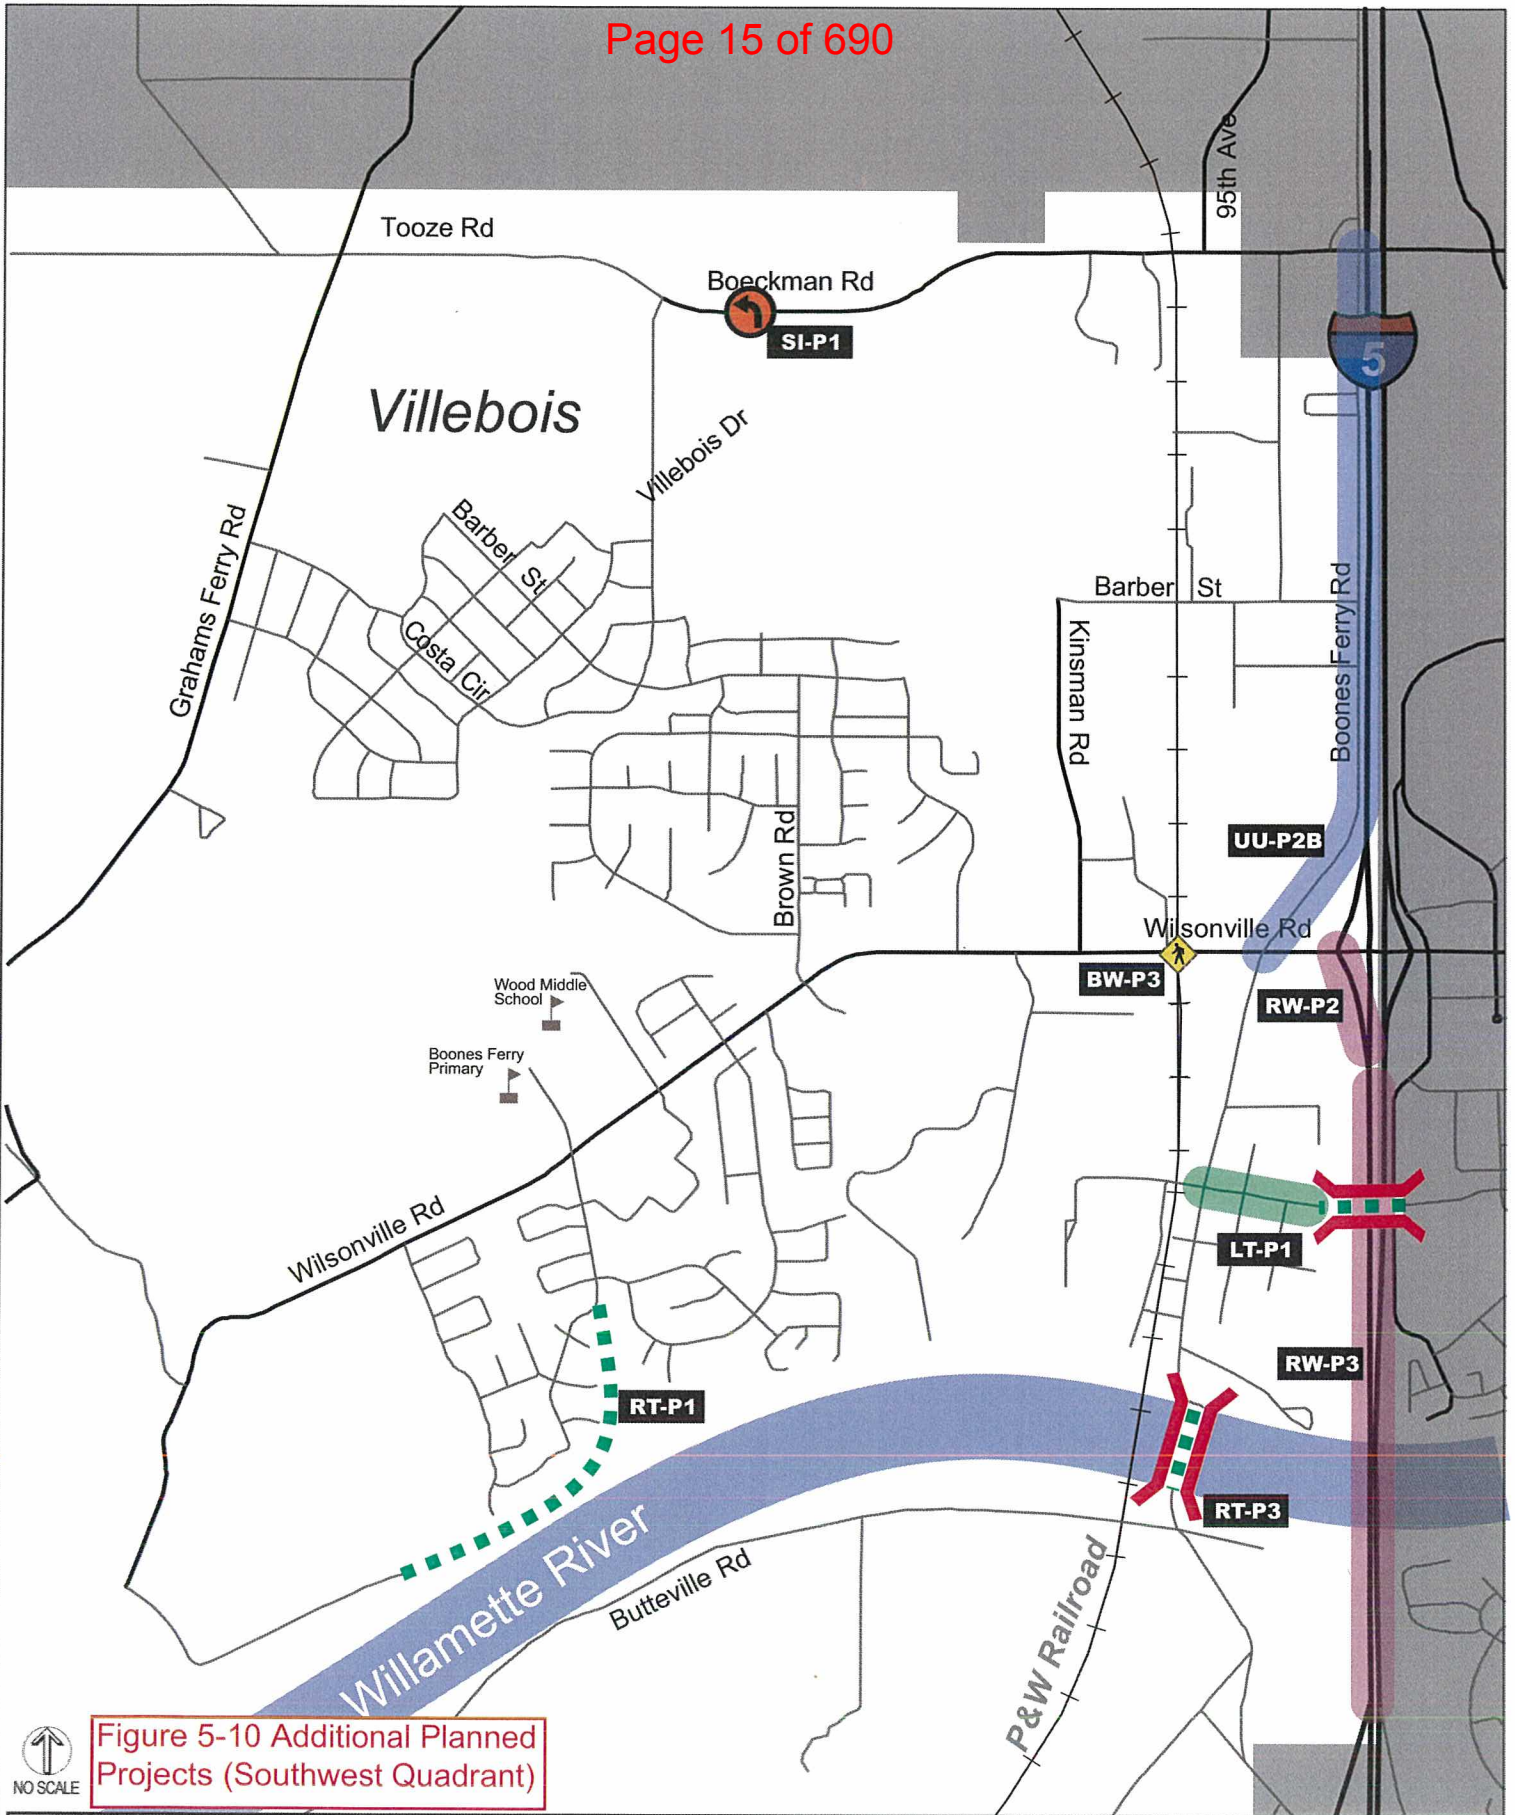 Page 15 of 690
95th Ave
Tooze Rd
Boeckman Rd
SI-P1
5
Villebois
Villebois Dr
Barber
St
Grahams Ferry Rd
Costa Cir
Barber St
Kinsman Rd
Boones Ferry Rd
UU-P2B
Brown Rd
Wilsonville Rd
BW-P3
RW-P2
Wood Middle
School
Boones Ferry
Primary
Wilsonville Rd
LT-P1
RW-P3
RT-P1
RT-P3
Willamette River
Butteville Rd
P&W Railroad
NO SCALE
Figure 5-10 Additional Planned
Projects (Southwest Quadrant)